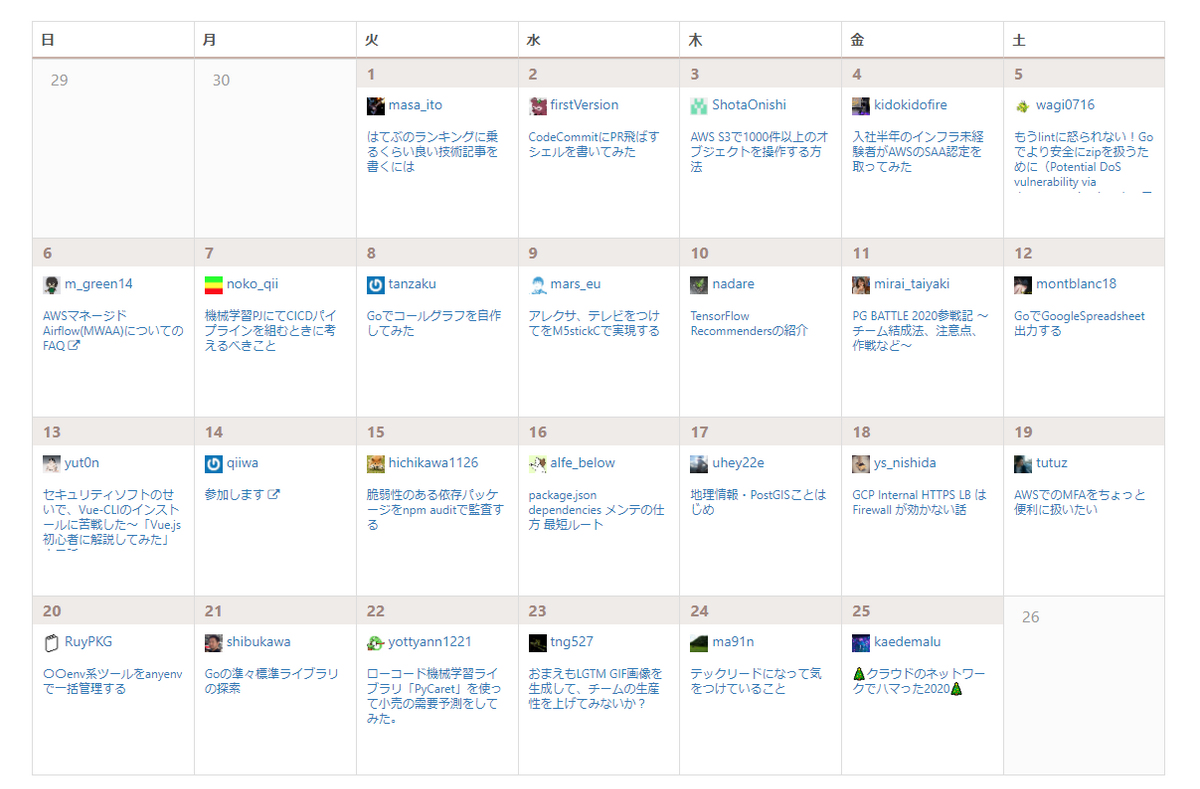 日 月 火 水 木 金 土
29
30
1
masa_ito
はてぶのランキングに乗
るくらい良い技術記事を
書くには
2
firstVersion
CodeCommitにPR飛ばす
シェルを書いてみた
3
ShotaOnishi
AWS S3で1000件以上のオ
ブジェクトを操作する方
法
4
kidokidofire
入社半年のインフラ未経
験者がAWSのSAA認定を
取ってみた
5
wagi0716
もうlintに怒られない！Go
でより安全にzipを扱うた
めに（Potential DoS
vulnerability via
6
m_green14
AWSマネージド
Airflow(MWAA)についての
FAQ
7
noko_qii
機械学習PJにてCICDパイ
プラインを組むときに考
えるべきこと
8
tanzaku
Goでコールグラフを自作
してみた
9
mars_eu
アレクサ、テレビをつけ
てをM5stickCで実現する
10
nadare
TensorFlow
Recommendersの紹介
11
mirai_taiyaki
PG BATTLE 2020参戦記 〜
チーム結成法、注意点、
作戦など〜
12
montblanc18
GoでGoogleSpreadsheet
出力する
13
yut0n
セキュリティソフトのせ
いで、Vue-CLIのインスト
ールに苦戦した〜「Vue.js
初心者に解説してみた」
14
qiiwa
参加します
15
hichikawa1126
脆弱性のある依存パッケ
ージをnpm auditで監査す
る
16
alfe_below
package.json
dependencies メンテの仕
方 最短ルート
17
uhey22e
地理情報・PostGISことは
じめ
18
ys_nishida
GCP Internal HTTPS LB は
Firewall が効かない話
19
tutuz
AWSでのMFAをちょっと
便利に扱いたい
20
RuyPKG
〇〇env系ツールをanyenv
で一括管理する
21
shibukawa
Goの準々標準ライブラリ
の探索
22
yottyann1221
ローコード機械学習ライ
ブラリ「PyCaret」を使っ
て小売の需要予測をして
みた。
23
tng527
おまえもLGTM GIF画像を
生成して、チームの生産
性を上げてみないか？
24
ma91n
テックリードになって気
をつけていること
25
kaedemalu
🎄クラウドのネットワー
クでハマった2020🎄
26